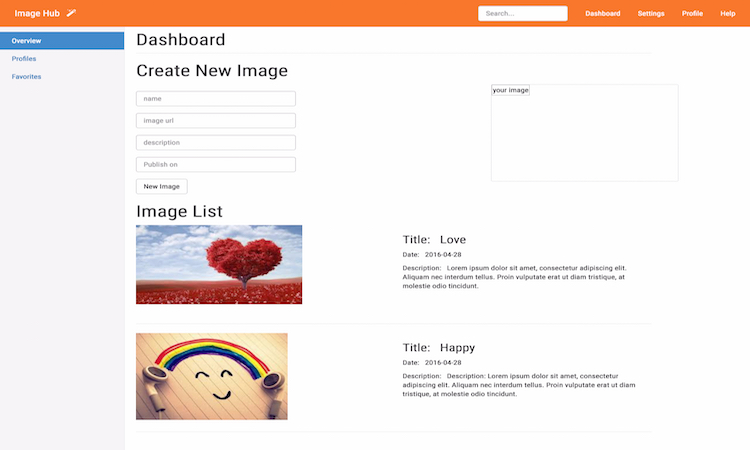 Image Hub
Search...
Dashboard
Settings
Profile
Help
Overview
Profiles
Favorites
Dashboard
Create New Image
name
image url
description
Publish on
New Image
your image
Image List
Title: Love
Date: 2016-04-28
Description: Lorem ipsum dolor sit amet, consectetur adipiscing elit.
Aliquam nec interdum tellus. Proin vulputate erat ut diam tristique, at
molestie odio tincidunt.
Title: Happy
Date: 2016-04-28
Description: Description: Lorem ipsum dolor sit amet, consectetur
adipiscing elit. Aliquam nec interdum tellus. Proin vulputate erat ut diam
tristique, at molestie odio tincidunt.